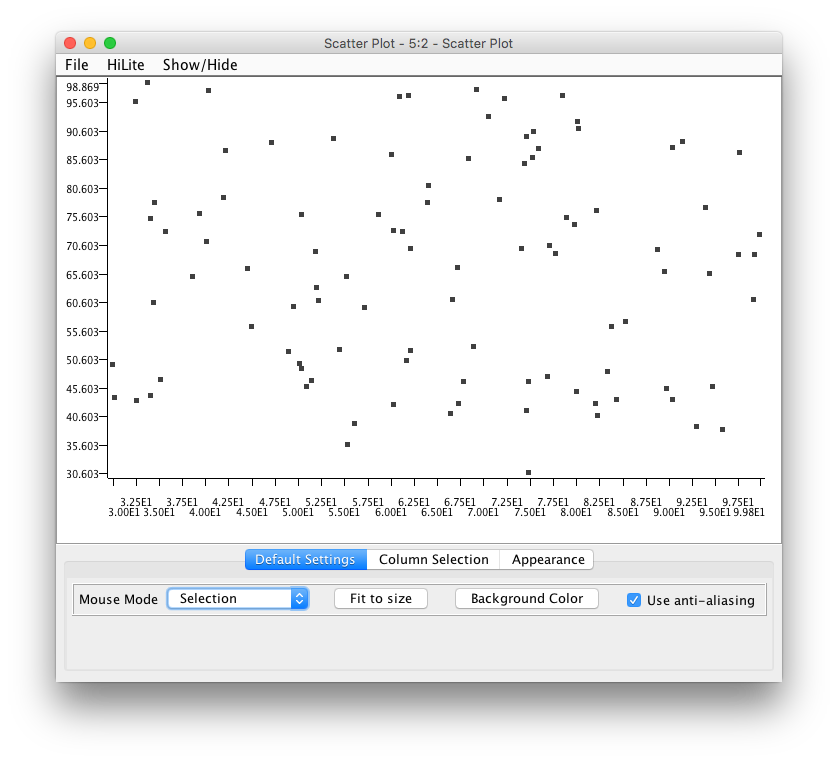 Scatter Plot - 5:2 - Scatter Plot
File HiLite Show/Hide
98.869
95.603
90.603
85.603
80.603
75.603
70.603
65.603
60.603
55.603
50.603
45.603
40.603
35.603
30.603
3.25E1 3.75E1 4.25E1 4.75E1 5.25E1 5.75E1 6.25E1 6.75E1 7.25E1 7.75E1 8.25E1 8.75E1 9.25E1 9.75E1
3.00E1 3.50E1 4.00E1 4.50E1 5.00E1 5.50E1 6.00E1 6.50E1 7.00E1 7.50E1 8.00E1 8.50E1 9.00E1 9.50E1 9.98E1
Default Settings Column Selection Appearance
Mouse Mode Selection Fit to size Background Color Use anti-aliasing